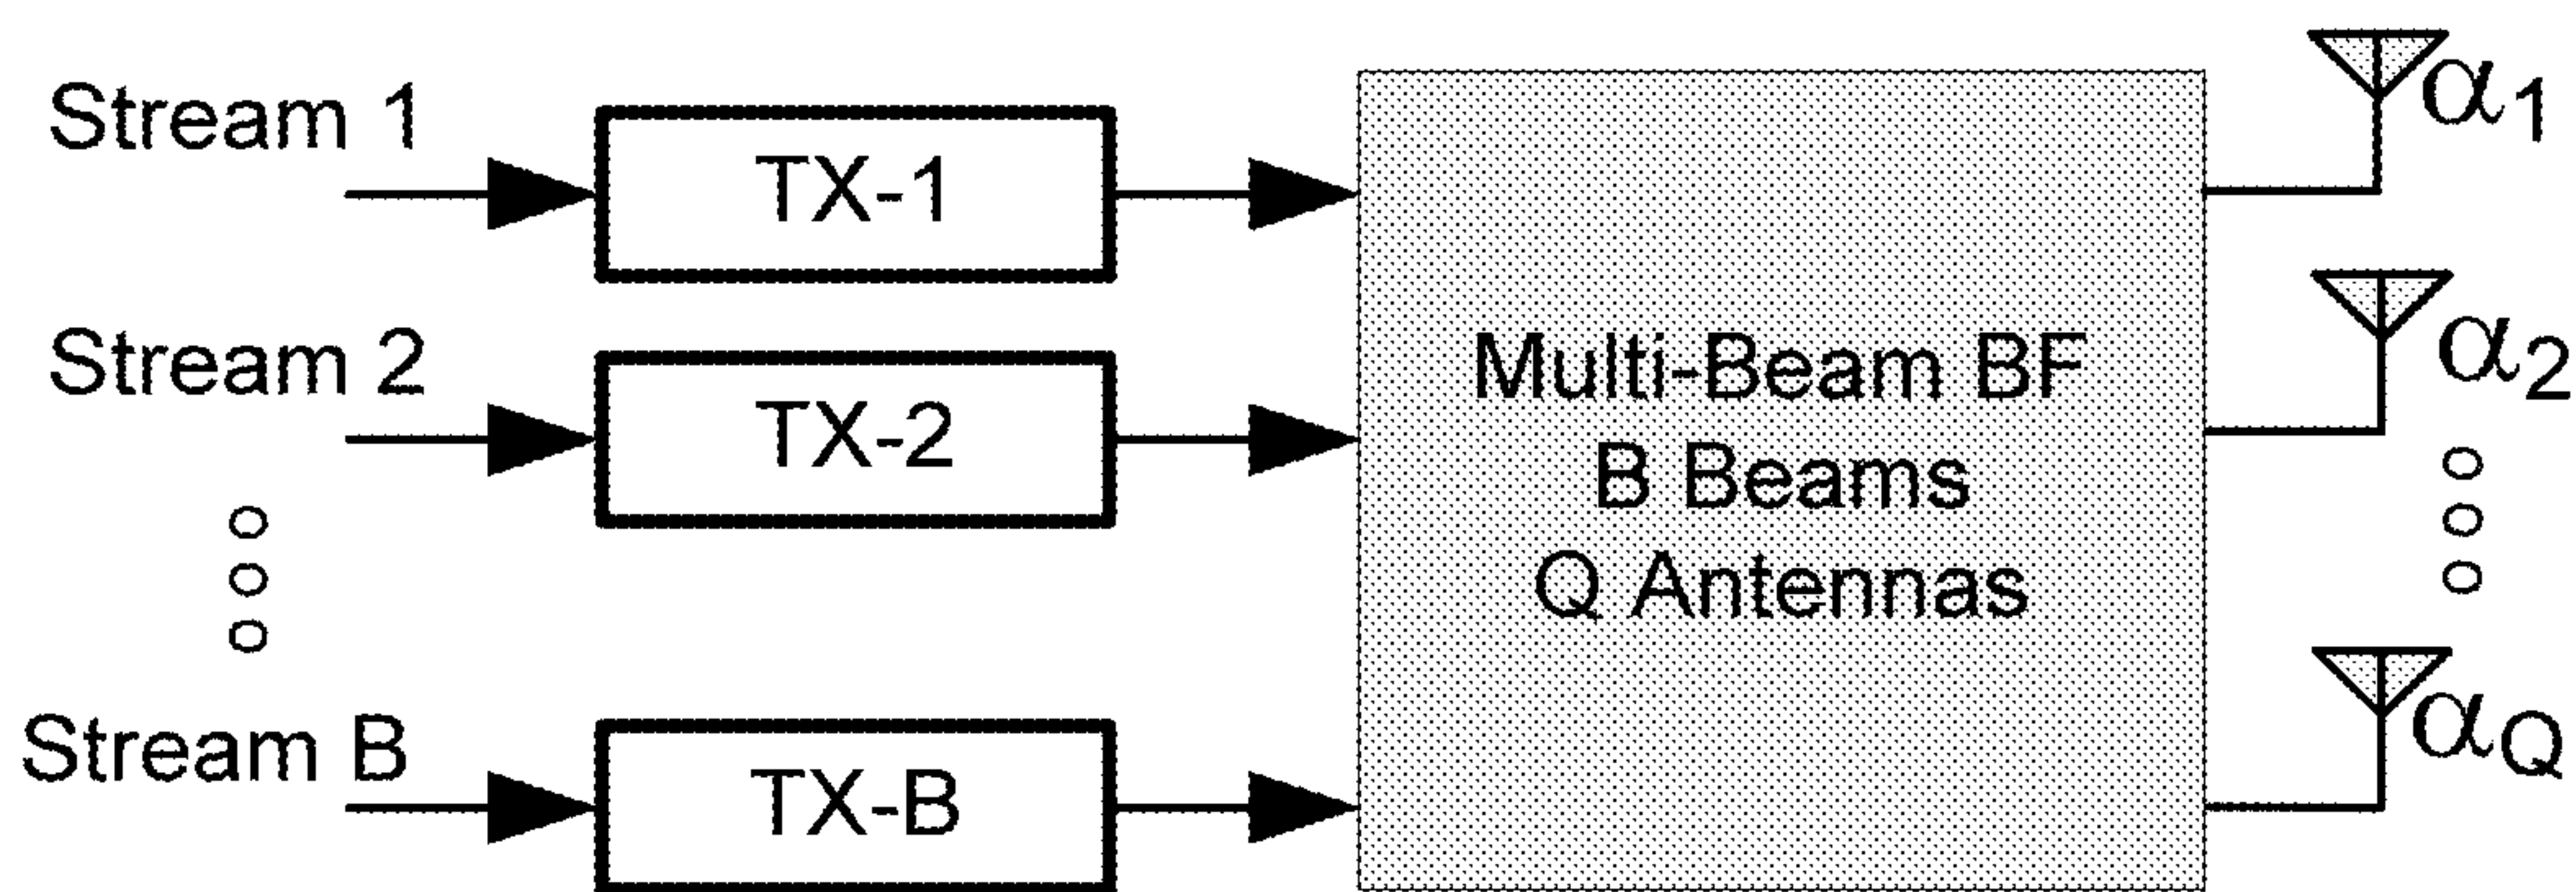 Stream 1
TX-1
α1
Stream 2
TX-2
α2
Multi-Beam BF
B Beams
Q Antennas
Stream B
TX-B
αQ